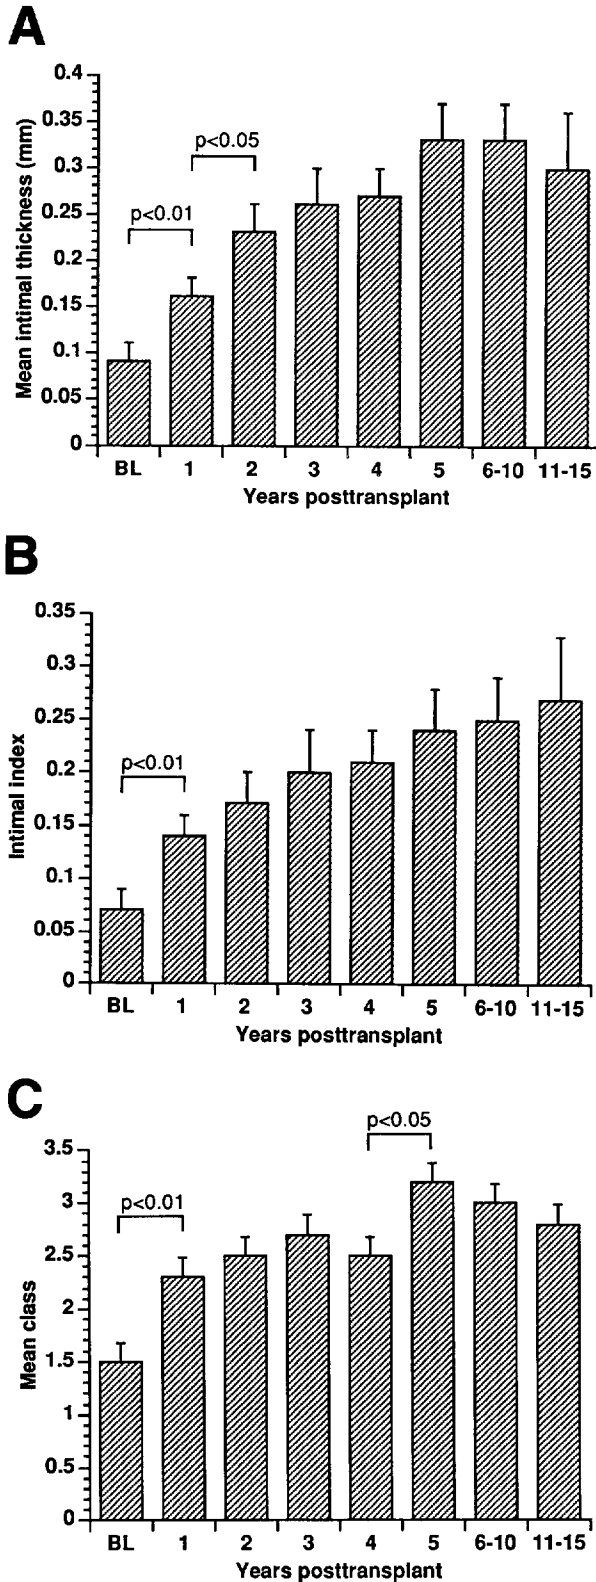 A
Mean intimal thickness (mm)
0.4
0.35
0.3
0.25
0.2
0.15
0.1
0.05
0
p<0.05
p<0.01
BL 1 2 3 4 5 6-10 11-15
Years posttransplant
B
Intimal index
0.35
0.3
0.25
0.2
0.15
0.1
0.05
0
p<0.01
BL 1 2 3 4 5 6-10 11-15
Years posttransplant
C
Mean class
3.5
3
2.5
2
1.5
1
0.5
0
p<0.05
p<0.01
BL 1 2 3 4 5 6-10 11-15
Years posttransplant